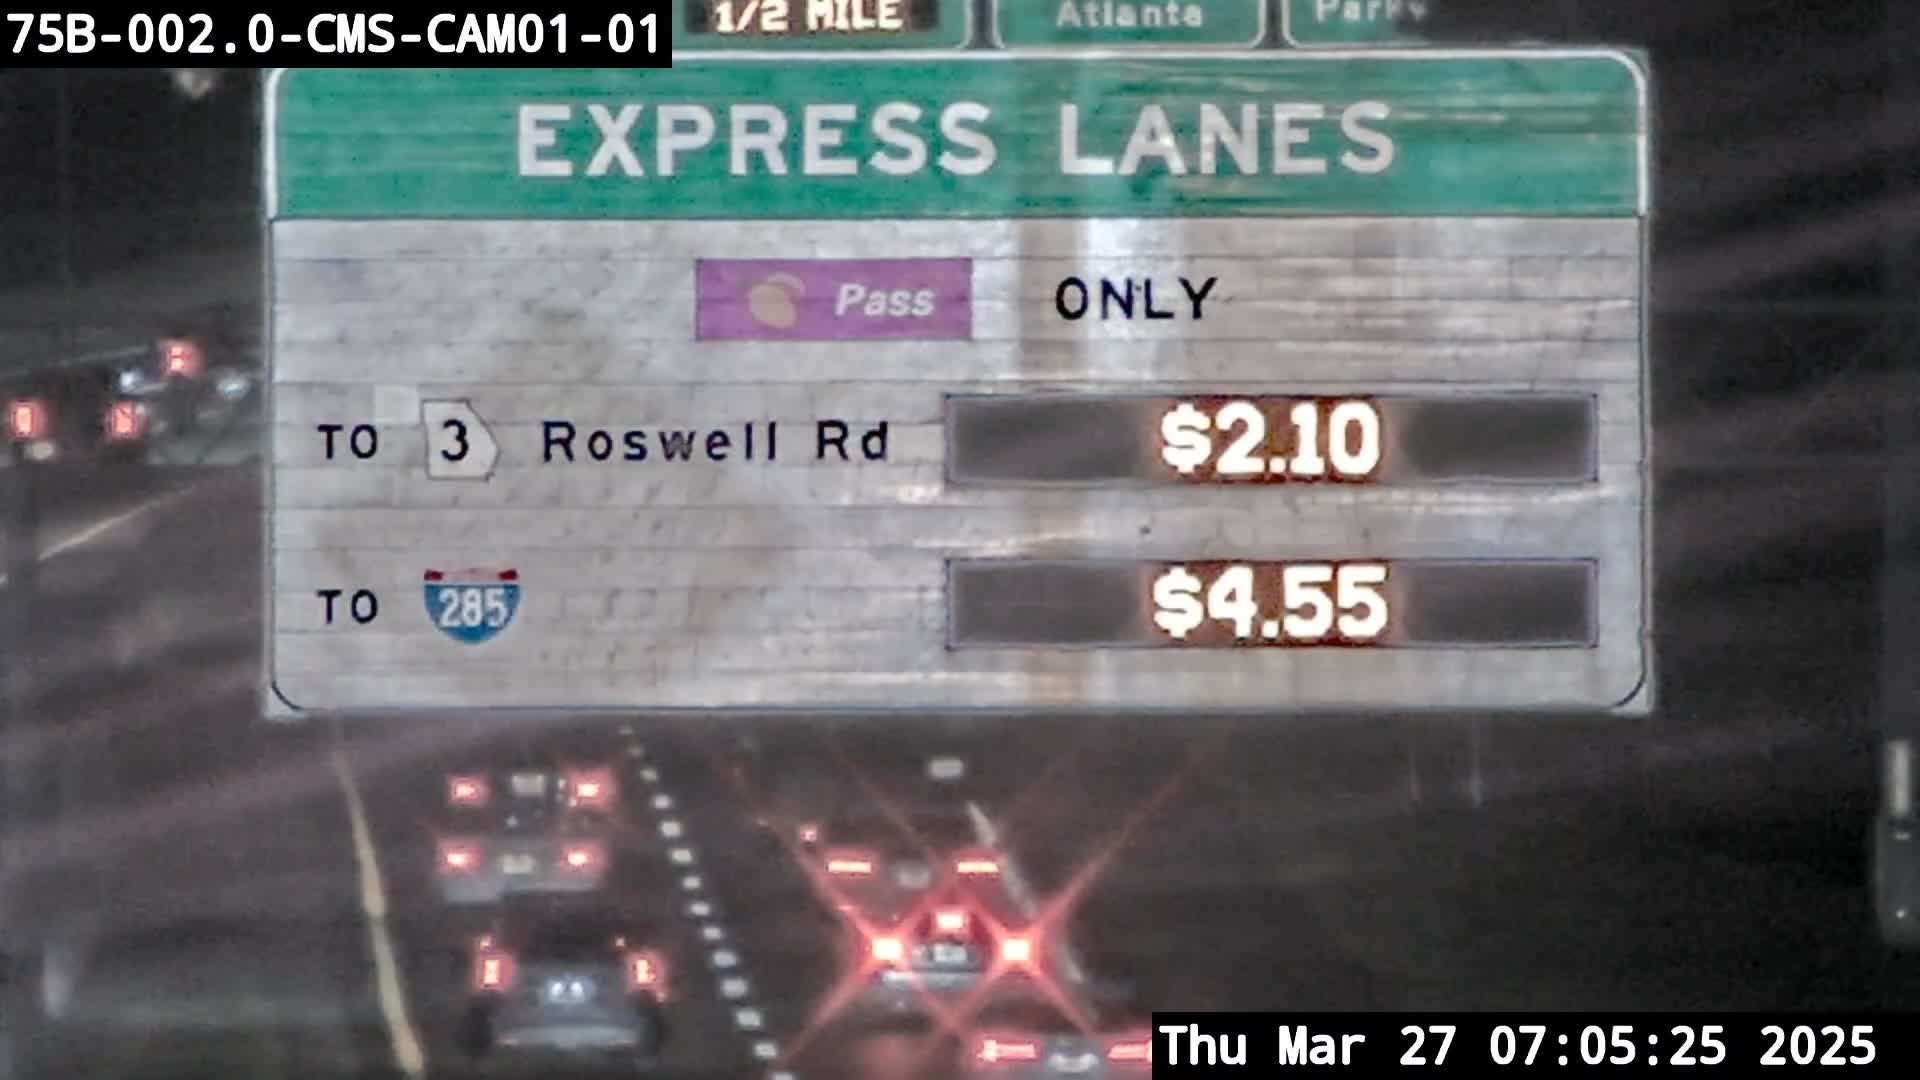 75B-002.0-CMS-CAM01-01
1/2 MILE
Atlanta
EXPRESS LANES
Pass ONLY
TO 3 Roswell Rd $2.10
TO 285 $4.55
Thu Mar 27 07:05:25 2025